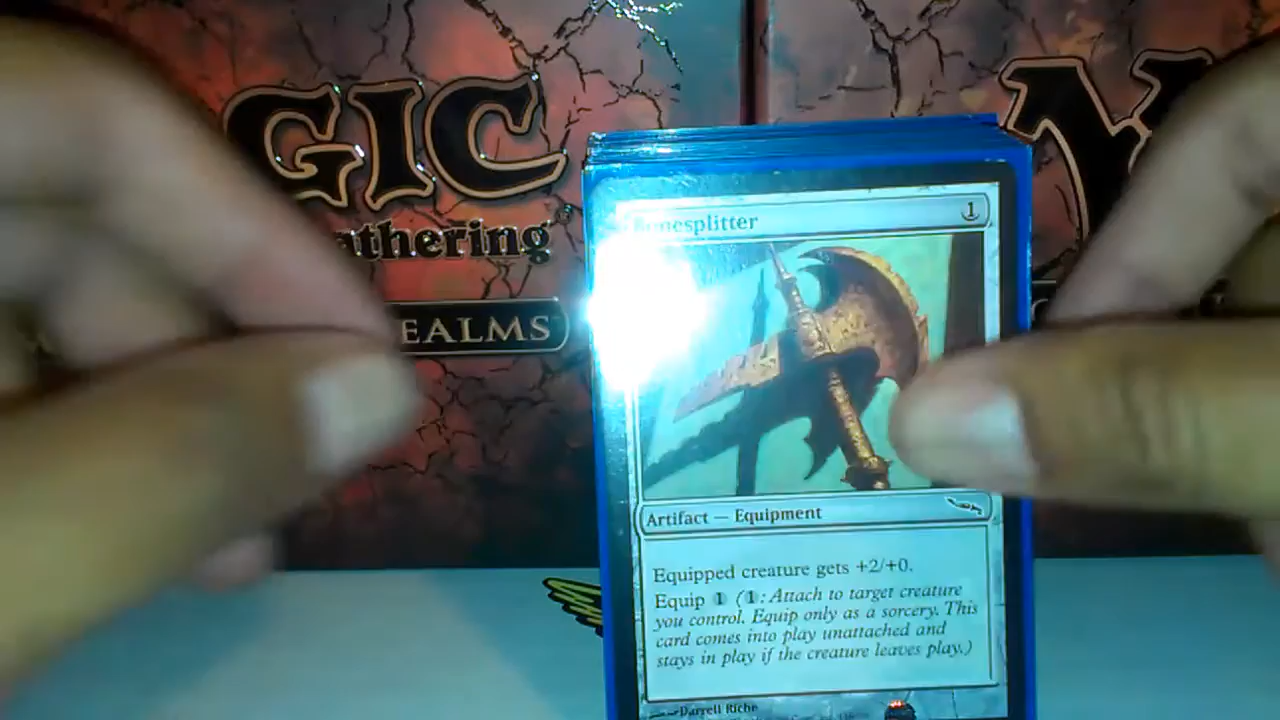 GIC
athering
EALMS
nesplitter
1
Artifact — Equipment
Equipped creature gets +2/+0.
Equip 1 (1: Attach to target creature
you control. Equip only as a sorcery. This
card comes into play unattached and
stays in play if the creature leaves play.)
Darrell Riche